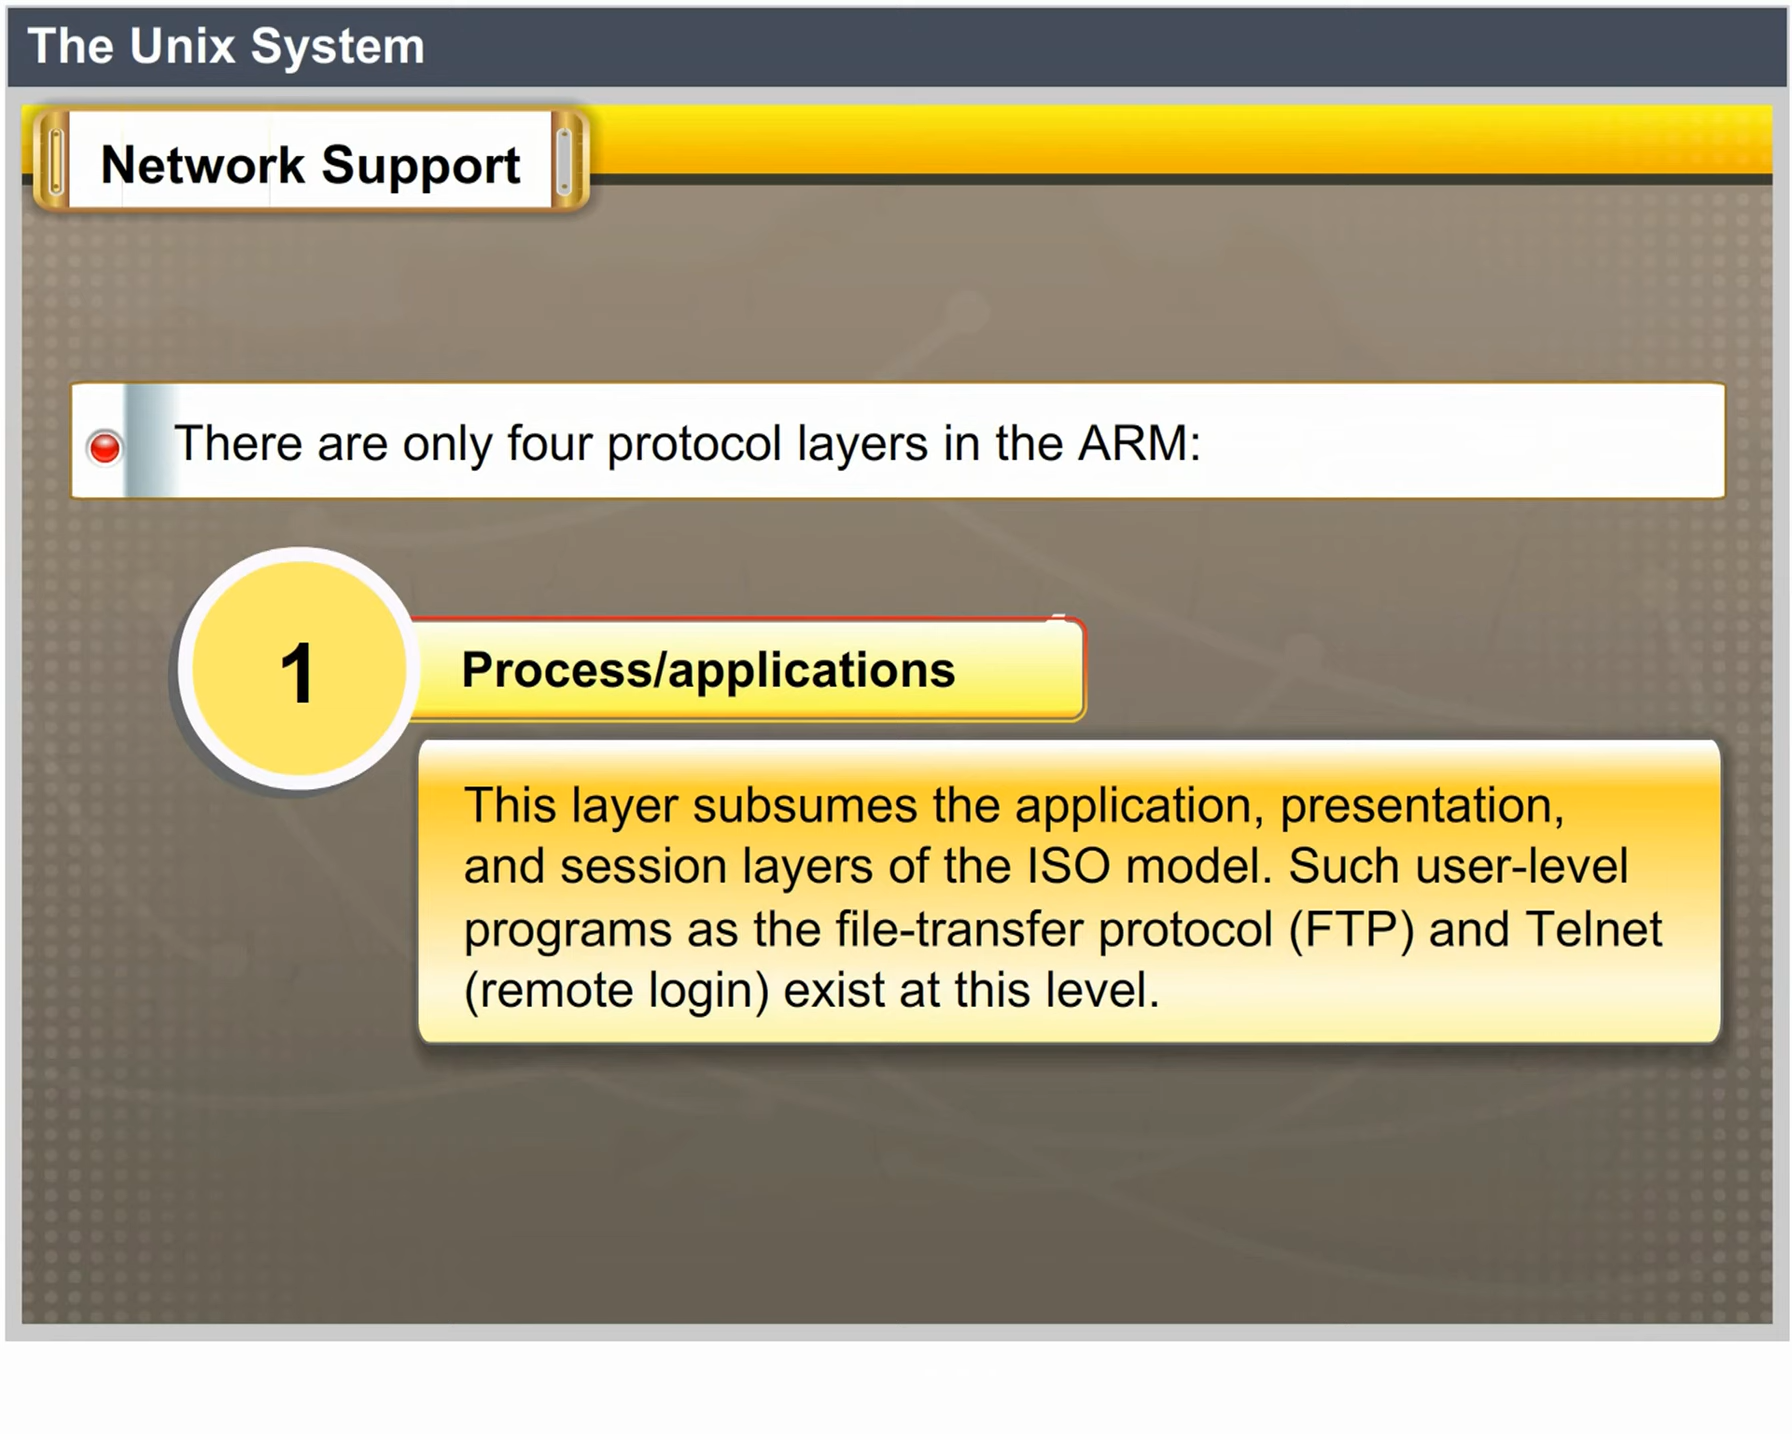 The Unix System
Network Support
There are only four protocol layers in the ARM:
1
Process/applications
This layer subsumes the application, presentation,
and session layers of the ISO model. Such user-level
programs as the file-transfer protocol (FTP) and Telnet
(remote login) exist at this level.